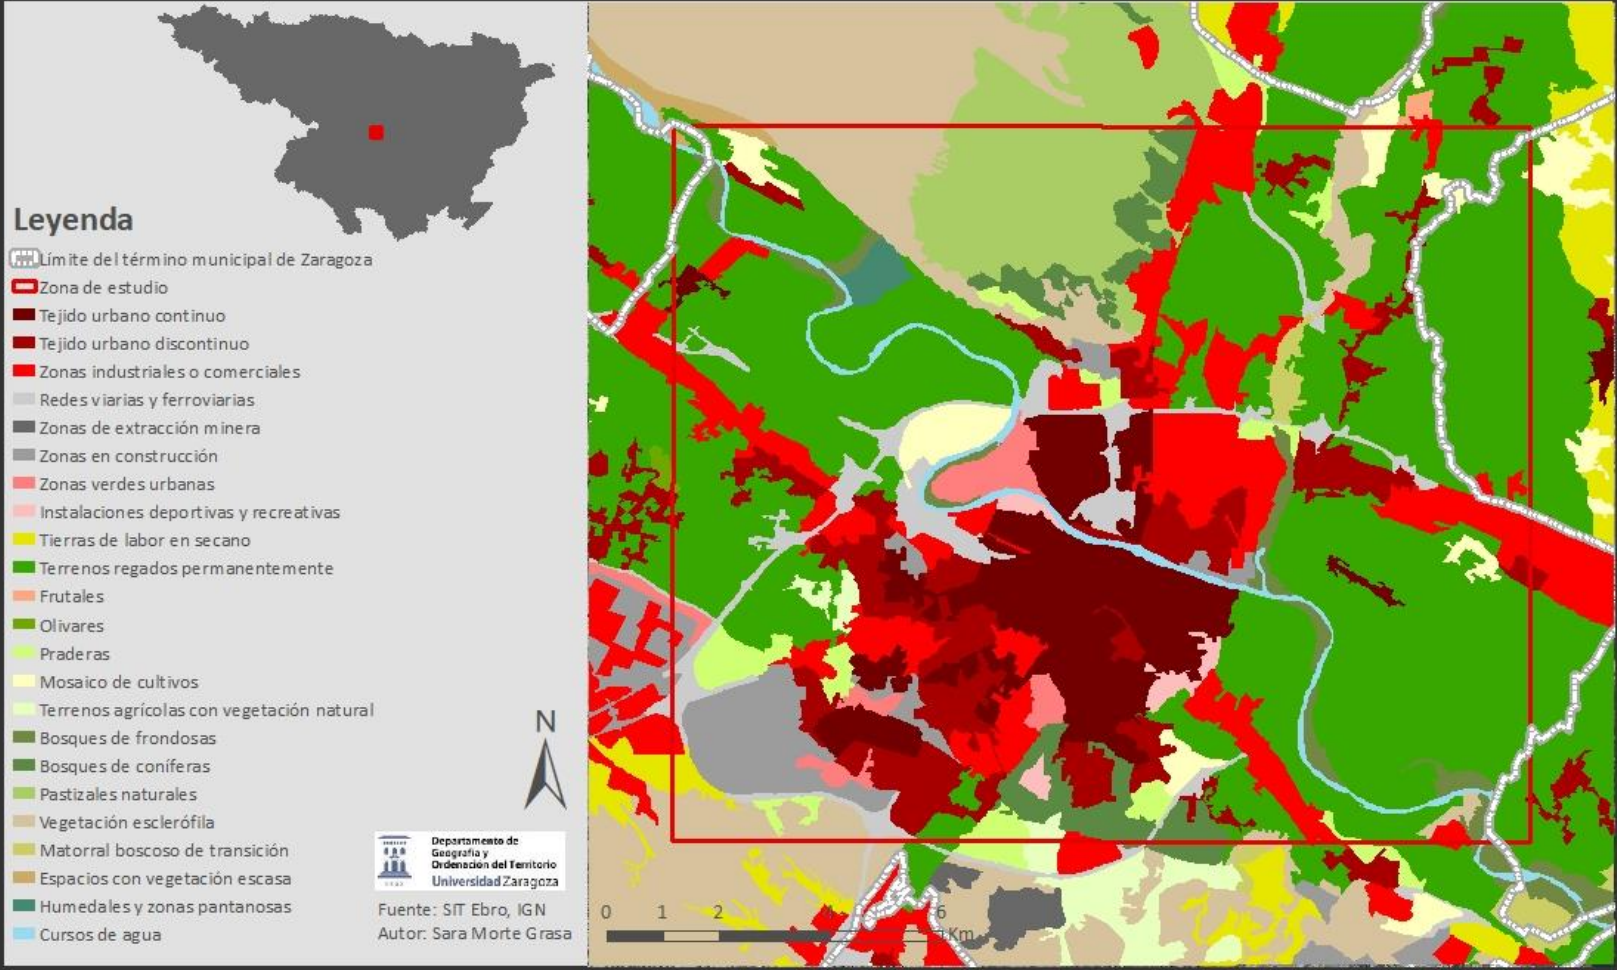 Leyenda
Límite del término municipal de Zaragoza
Zona de estudio
Tejido urbano continuo
Tejido urbano discontinuo
Zonas industriales o comerciales
Redes viarias y ferroviarias
Zonas de extracción minera
Zonas en construcción
Zonas verdes urbanas
Instalaciones deportivas y recreativas
Tierras de labor en secano
Terrenos regados permanentemente
Frutales
Olivares
Praderas
Mosaico de cultivos
Terrenos agrícolas con vegetación natural
Bosques de frondosas
Bosques de coníferas
Pastizales naturales
Vegetación esclerófila
Matorral boscoso de transición
Espacios con vegetación escasa
Humedales y zonas pantanosas
Cursos de agua
N
Departamento de
Geografía y
Ordenación del Territorio
Universidad Zaragoza
Fuente: SIT Ebro, IGN
Autor: Sara Morte Grasa
0 1 2 4 6
Km